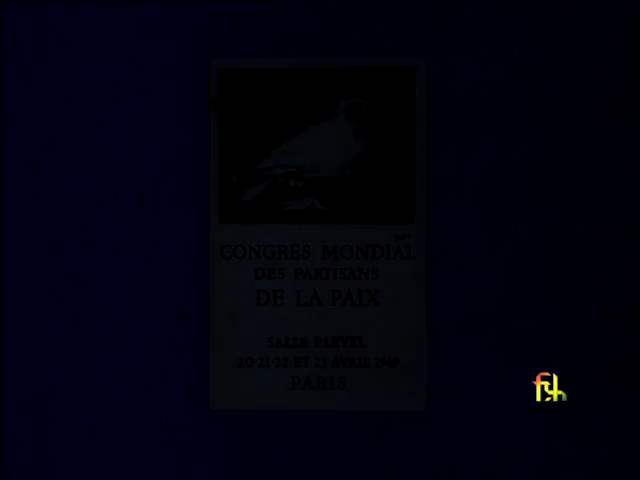 CONGRÈS MONDIAL
DES PARTISANS
DE LA PAIX
SALLE PLEYEL
20·21·22 ET 23 AVRIL 1949
PARIS